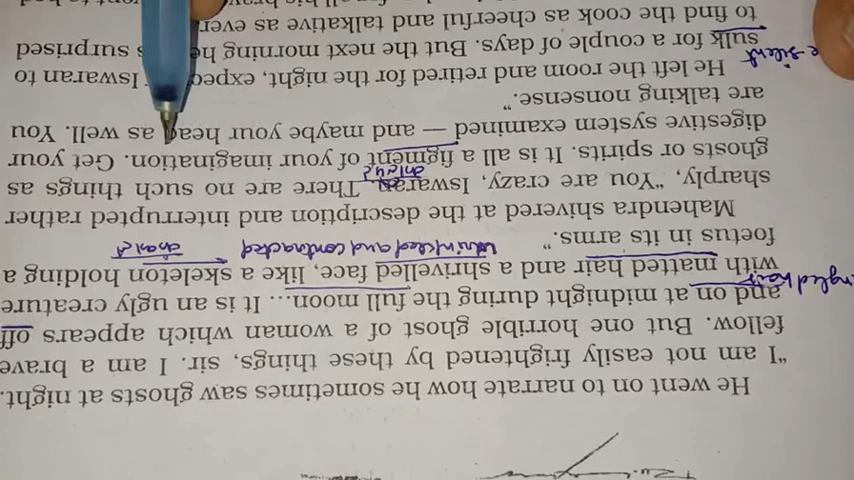 He went on to narrate how he sometimes saw ghosts at night.
"I am not easily frightened by these things, sir. I am a brave
fellow. But one horrible ghost of a woman which appears off
and on at midnight during the full moon... It is an ugly creature
with matted hair and a shrivelled face, like a skeleton holding a
whinkeed and contracted
foetus in its arms."
Mahendra shivered at the description and interrupted rather
sharply, "You are crazy, Iswaran. There are no such things as
ghosts or spirits. It is all a figment of your imagination. Get your
digestive system examined — and maybe your head as well. You
are talking nonsense."
He left the room and retired for the night, Iswaran to
sulk for a couple of days. But the next morning surprised
to find the cook as cheerful and talkative as ever